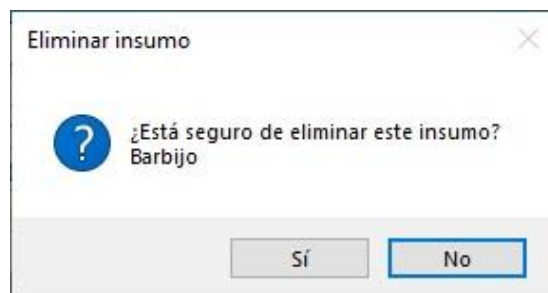 Eliminar insumo
¿Está seguro de eliminar este insumo?
Barbijo
Sí
No